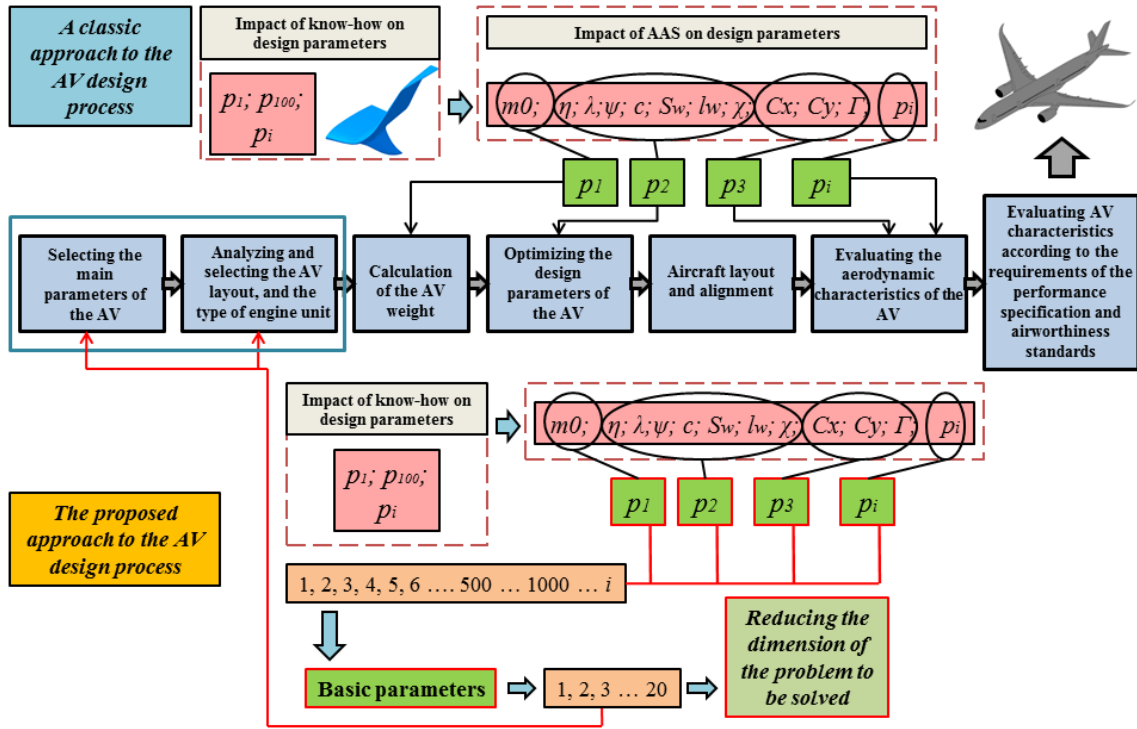 A classic
approach to the
AV design
process
Impact of know-how on
design parameters
p1; p100;
pi
Impact of AAS on design parameters
m0; η; λ; ψ; c; Sw; lw; χ; Cx; Cy; Γ; pi
p1 p2 p3 pi
Selecting the
main
parameters of
the AV
Analyzing and
selecting the AV
layout, and the
type of engine unit
Calculation
of the AV
weight
Optimizing the
design
parameters of
the AV
Aircraft layout
and alignment
Evaluating the
aerodynamic
characteristics of the
AV
Evaluating AV
characteristics
according to the
requirements of the
performance
specification and
airworthiness
standards
Impact of know-how on
design parameters
p1; p100;
pi
m0; η; λ; ψ; c; Sw; lw; χ; Cx; Cy; Γ; pi
p1 p2 p3 pi
The proposed
approach to the AV
design process
1, 2, 3, 4, 5, 6 .... 500 ... 1000 ... i
Basic parameters
1, 2, 3 ... 20
Reducing the
dimension of
the problem to
be solved